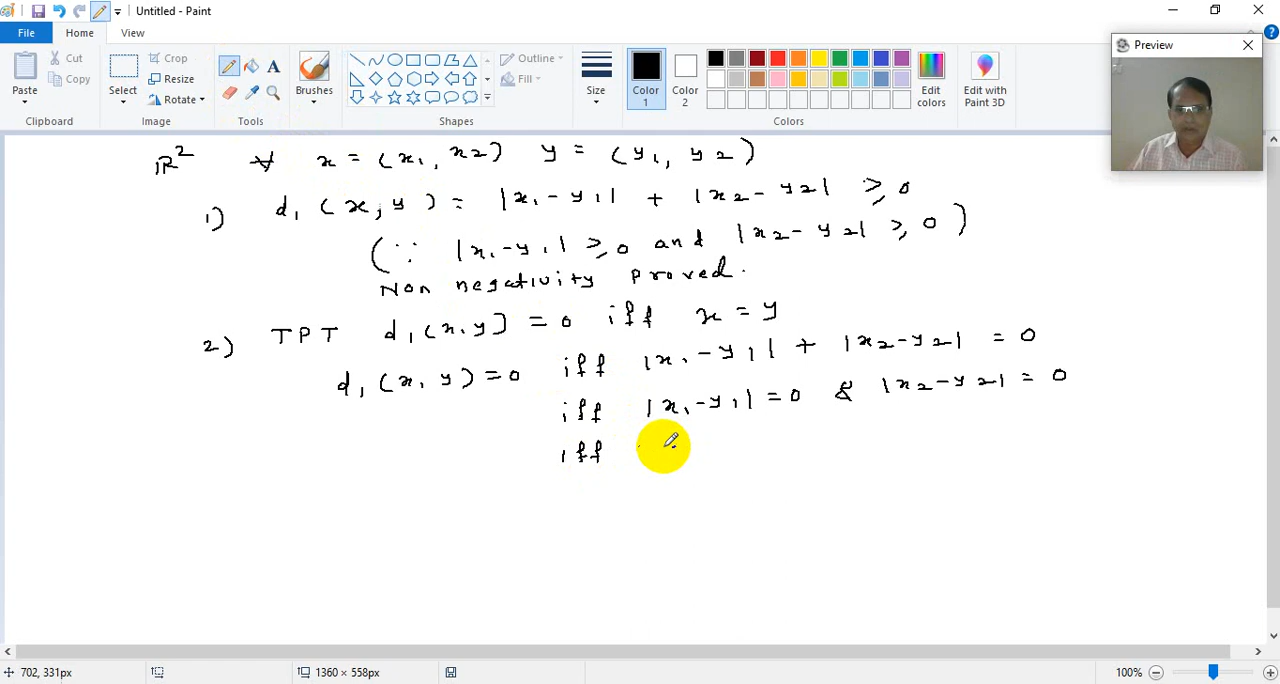 Untitled - Paint
File Home View
Paste Cut Copy Select Crop Resize Rotate Brushes Outline Fill Size Color 1 Color 2 Edit colors Edit with Paint 3D
Clipboard Image Tools Shapes Colors
Preview
ℝ² ∀ x = (x₁, x₂) y = (y₁, y₂)
1) d₁(x, y) = |x₁ - y₁| + |x₂ - y₂| ≥ 0
(∵ |x₁ - y₁| ≥ 0 and |x₂ - y₂| ≥ 0)
Non negativity proved.
2) TPT d₁(x, y) = 0 iff x = y
d₁(x, y) = 0 iff |x₁ - y₁| + |x₂ - y₂| = 0
iff |x₁ - y₁| = 0 & |x₂ - y₂| = 0
iff
702, 331px 1360 × 558px 100%